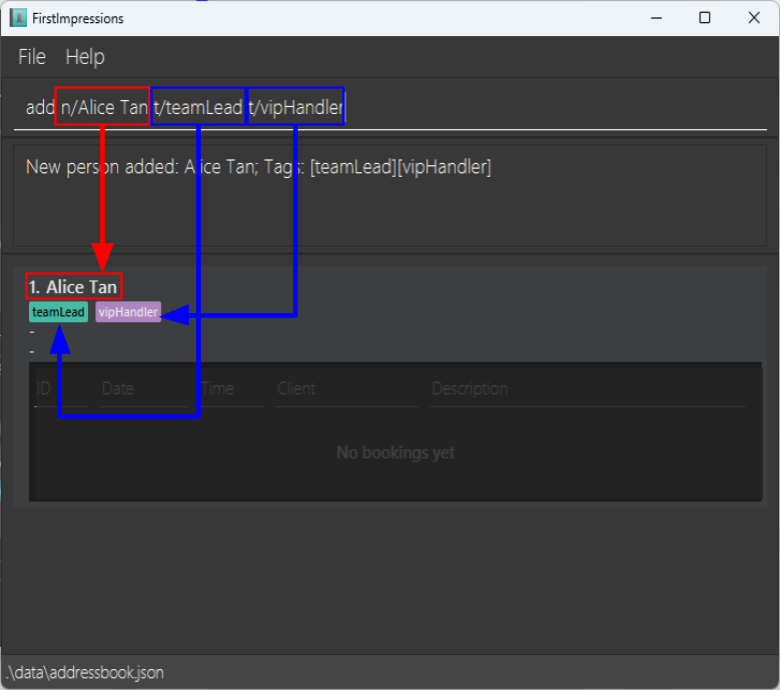 FirstImpressions
File Help
add n/Alice Tan t/teamLead t/vipHandler
New person added: Alice Tan; Tags: [teamLead][vipHandler]
1. Alice Tan
teamLead vipHandler
-
-
ID Date Time Client Description
No bookings yet
.\data\addressbook.json